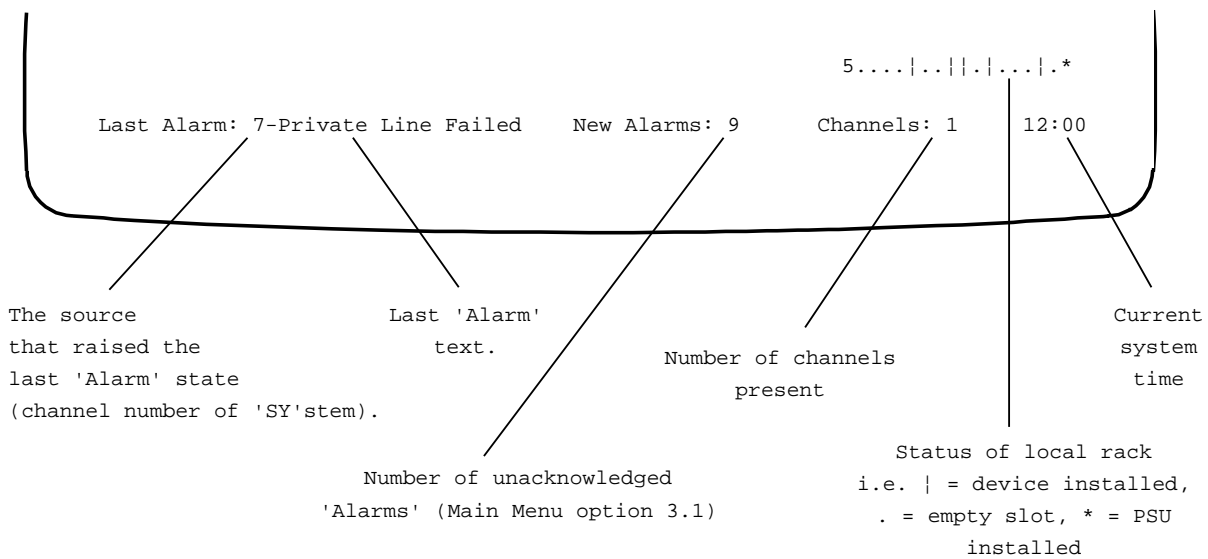 5....¦..¦¦.¦...¦.*
Last Alarm: 7-Private Line Failed New Alarms: 9 Channels: 1 12:00
The source
that raised the
last 'Alarm' state
(channel number of 'SY'stem).
Last 'Alarm'
text.
Number of unacknowledged
'Alarms' (Main Menu option 3.1)
Number of channels
present
Status of local rack
i.e. ¦ = device installed,
. = empty slot, * = PSU
installed
Current
system
time